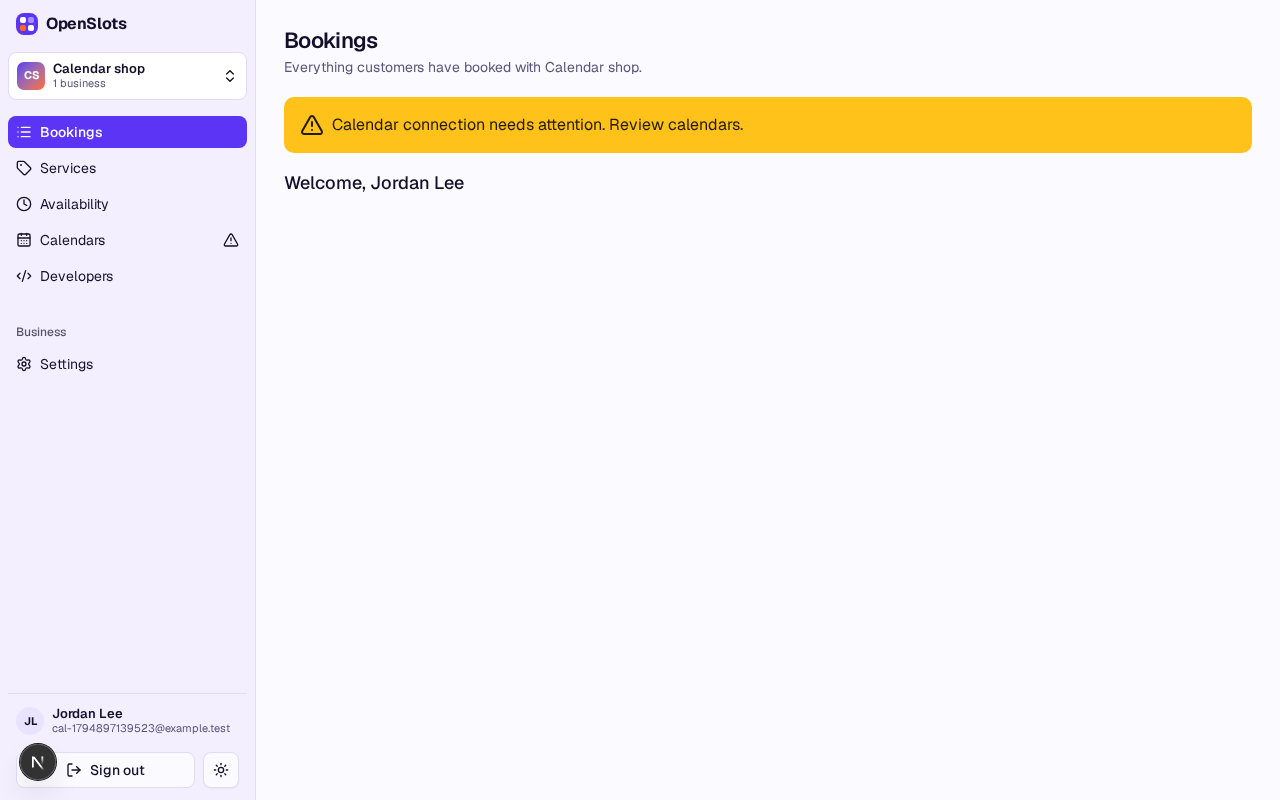 OpenSlots
CS
Calendar shop
1 business
Bookings
Services
Availability
Calendars
Developers
Business
Settings
JL
Jordan Lee
cal-1794897139523@example.test
N
Sign out
Bookings
Everything customers have booked with Calendar shop.
Calendar connection needs attention. Review calendars.
Welcome, Jordan Lee